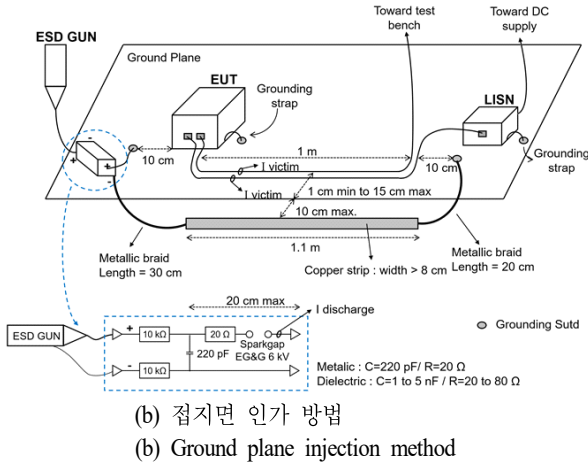 Toward test
bench
Toward DC
supply
ESD GUN
Ground Plane
EUT
Grounding
strap
LISN
-
+
+
-
10 cm
1 m
10 cm
Grounding
strap
I victim
I victim
1 cm min to 15 cm max
10 cm max.
1.1 m
Metallic braid
Length = 30 cm
Copper strip : width > 8 cm
Metallic braid
Length = 20 cm
20 cm max
I discharge
ESD GUN
+
10 kΩ
20 Ω
Sparkgap
EG&G 6 kV
220 pF
-
10 kΩ
Grounding Sutd
Metalic : C=220 pF/ R=20 Ω
Dielectric : C=1 to 5 nF / R=20 to 80 Ω
(b) 접지면 인가 방법
(b) Ground plane injection method